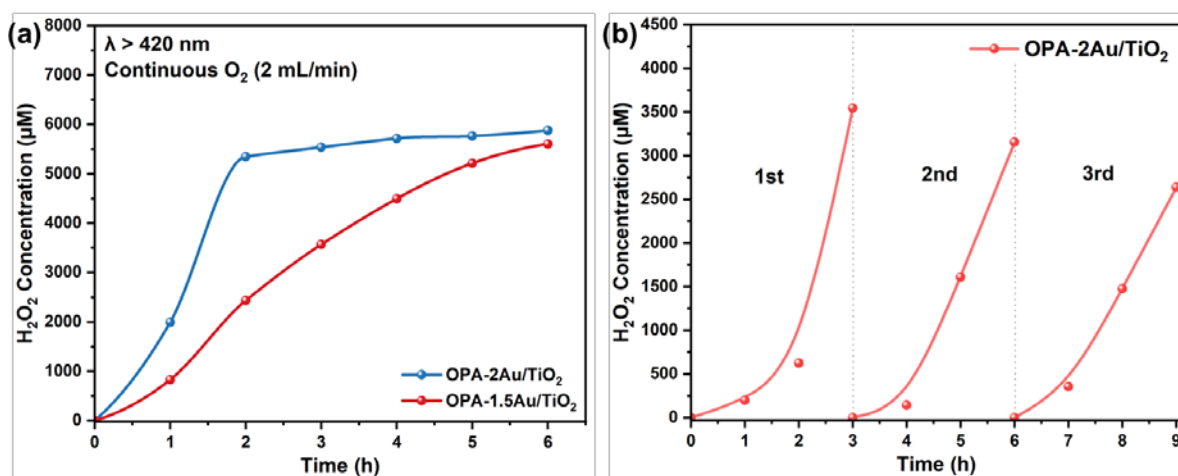 (a)
λ > 420 nm
Continuous O₂ (2 mL/min)
H₂O₂ Concentration (µM)
8000
7000
6000
5000
4000
3000
2000
1000
0
OPA-2Au/TiO₂
OPA-1.5Au/TiO₂
0 1 2 3 4 5 6
Time (h)
(b)
OPA-2Au/TiO₂
H₂O₂ Concentration (µM)
4500
4000
3500
3000
2500
2000
1500
1000
500
0
1st 2nd 3rd
0 1 2 3 4 5 6 7 8 9
Time (h)